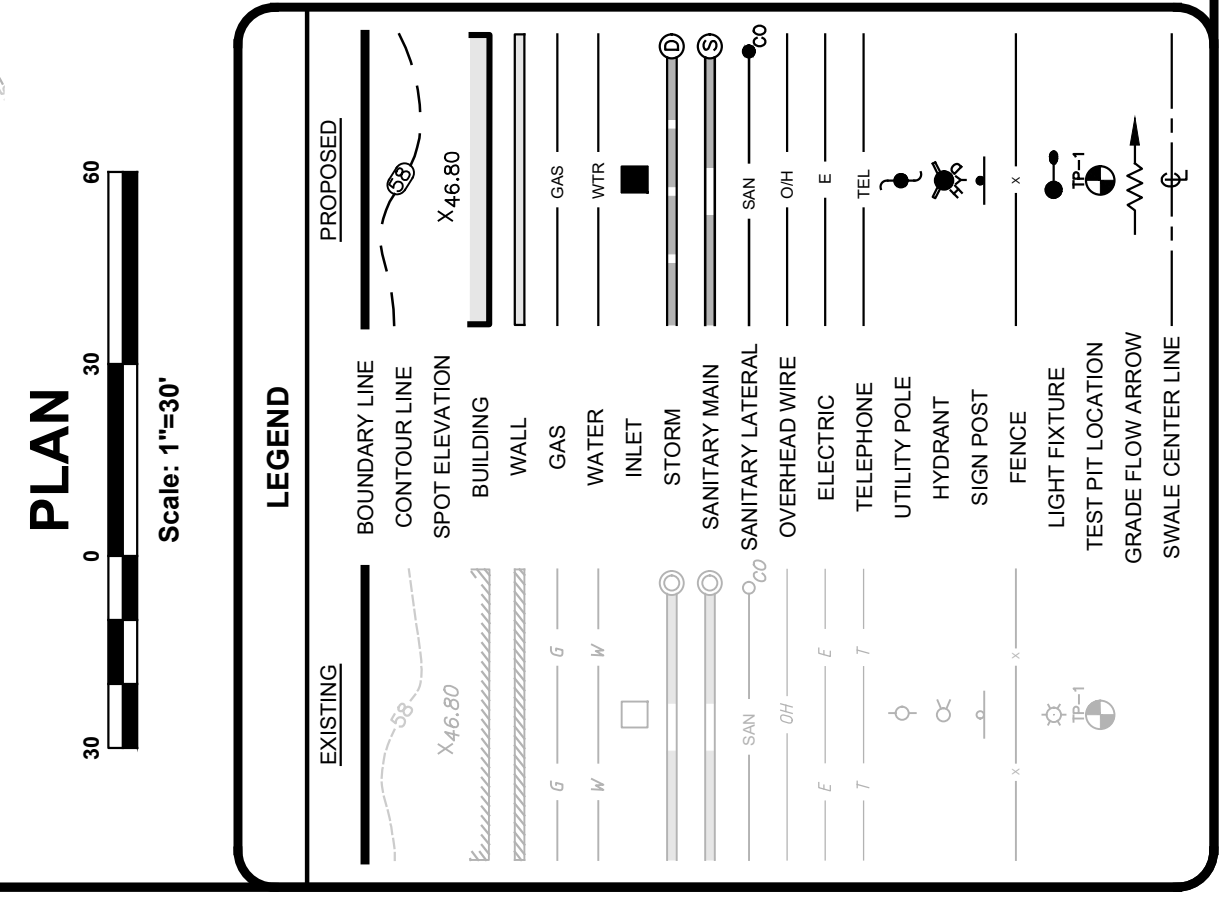 PLAN
30 0 30 60
Scale: 1"=30'
LEGEND
EXISTING PROPOSED
BOUNDARY LINE
58 CONTOUR LINE 58
X46.80 SPOT ELEVATION X46.80
BUILDING
WALL
G G GAS GAS
W W WATER WTR
INLET
STORM D
SANITARY MAIN S
SAN CO SANITARY LATERAL SAN CO
OH OVERHEAD WIRE O/H
E E ELECTRIC E
T T TELEPHONE TEL
UTILITY POLE
HYDRANT
SIGN POST
x x FENCE x
LIGHT FIXTURE
TP-1 TEST PIT LOCATION TP-1
GRADE FLOW ARROW
SWALE CENTER LINE CL